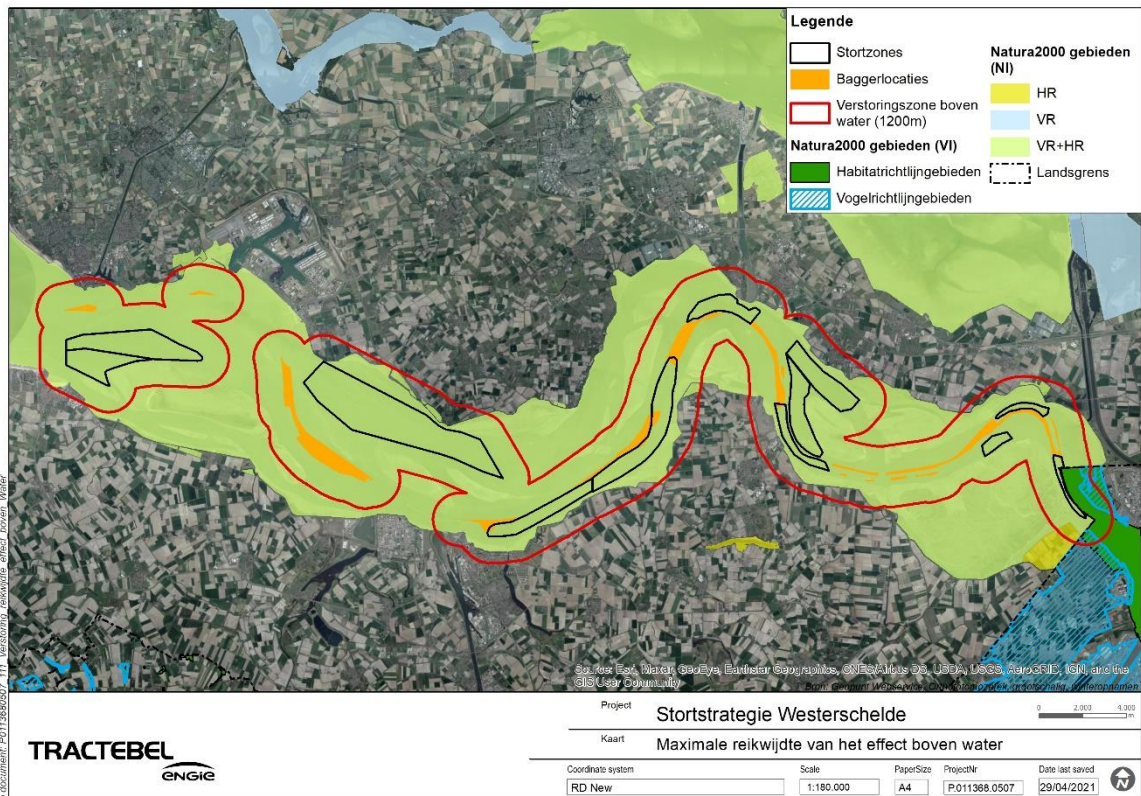 Legende
Stortzones
Baggerlocaties
Verstoringszone boven
water (1200m)
Natura2000 gebieden (VI)
Habitatrichtlijngebieden
Vogelrichtlijngebieden
Natura2000 gebieden
(NI)
HR
VR
VR+HR
Landsgrens
Source: Esri, Maxar, GeoEye, Earthstar Geographics, CNES/Airbus DS, USDA, USGS, AeroGRID, IGN, and the
GIS User Community
Project
Stortstrategie Westerschelde
0 2.000 4.000
m
Kaart
Maximale reikwijdte van het effect boven water
TRACTEBEL
ENGIE
Coordinate system
RD New
Scale
1:180.000
PaperSize
A4
ProjectNr
P.011368.0507
Date last saved
29/04/2021
N